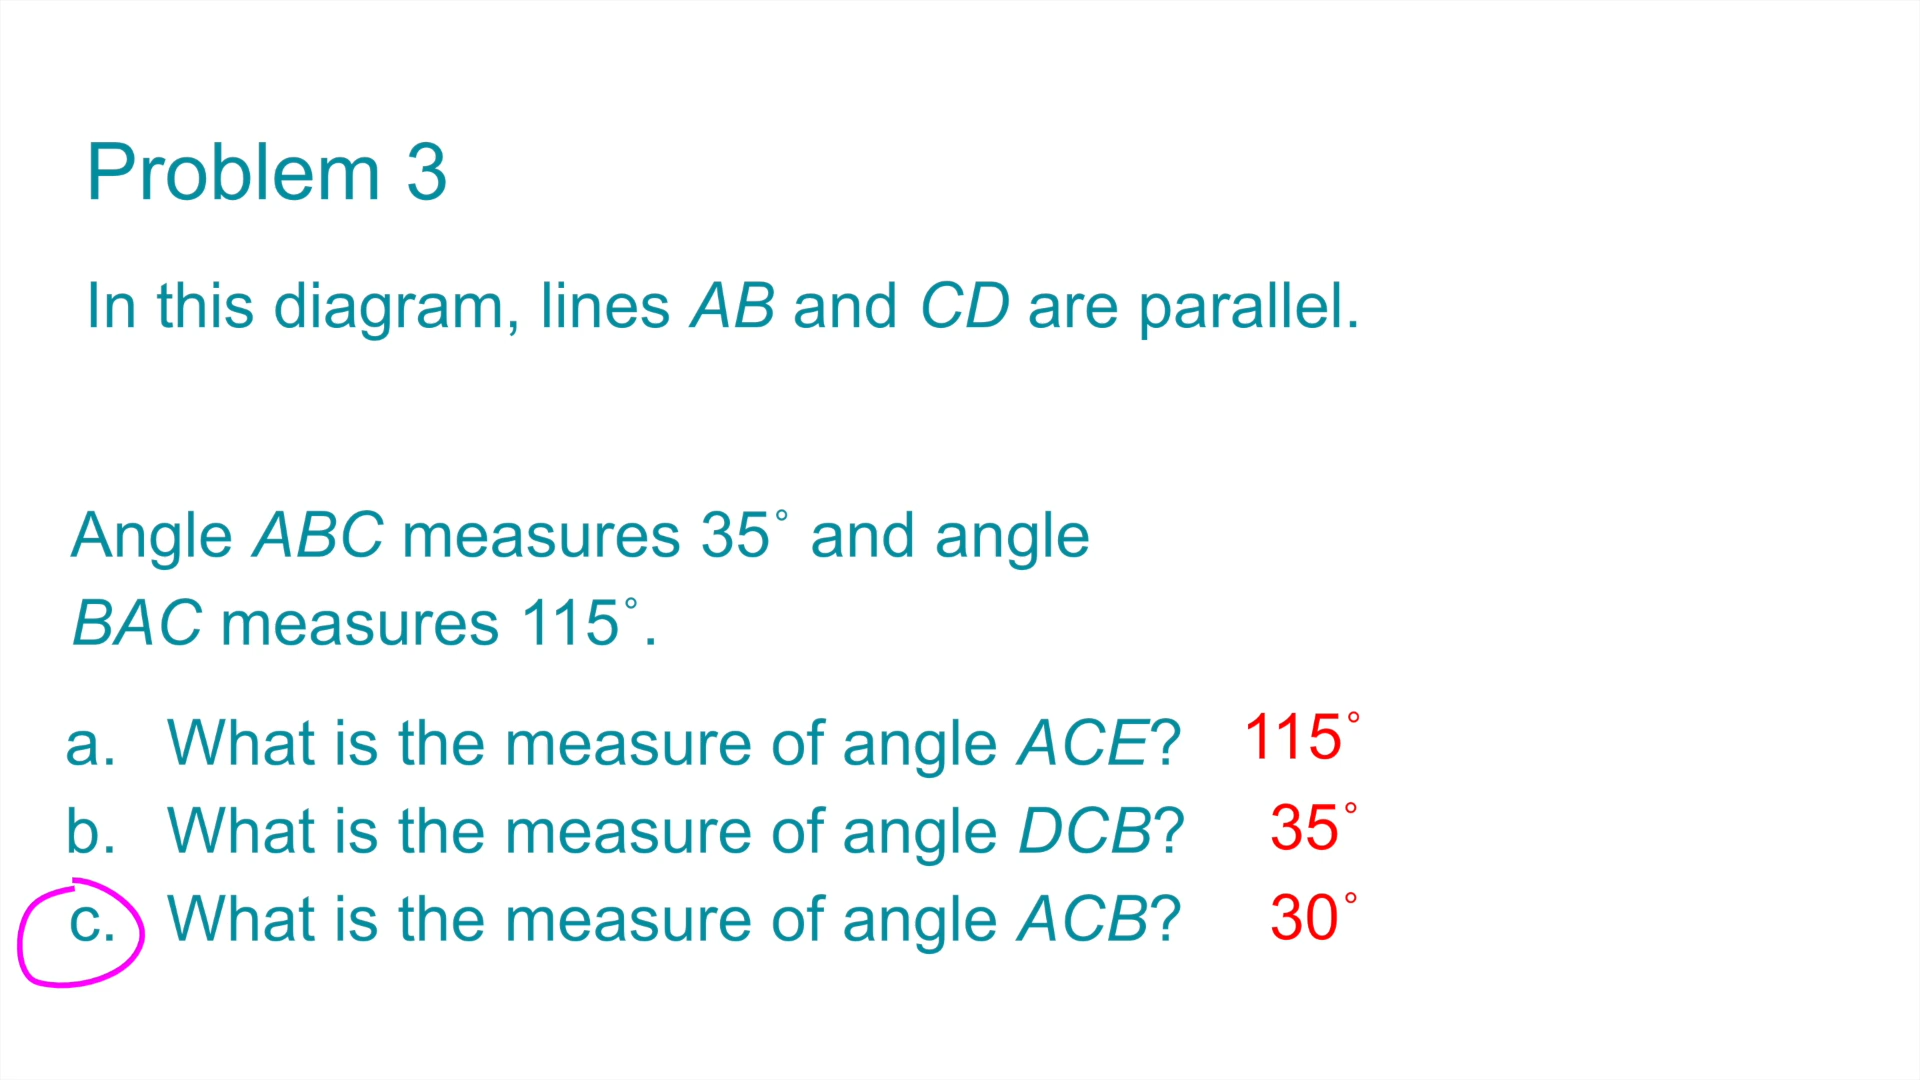 Problem 3
In this diagram, lines AB and CD are parallel.
Angle ABC measures 35˚ and angle
BAC measures 115˚.
a. What is the measure of angle ACE? 115˚
b. What is the measure of angle DCB? 35˚
c. What is the measure of angle ACB? 30˚